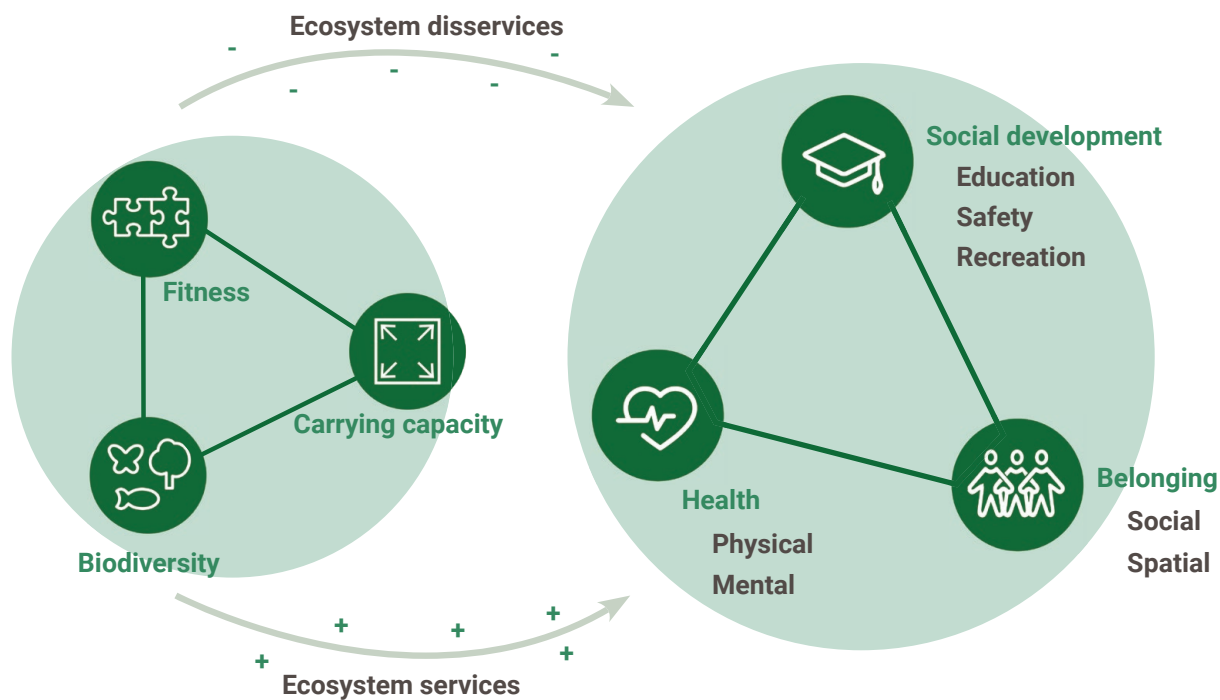 Ecosystem disservices
Fitness
Carrying capacity
Biodiversity
Social development
Education
Safety
Recreation
Health
Physical
Mental
Belonging
Social
Spatial
Ecosystem services